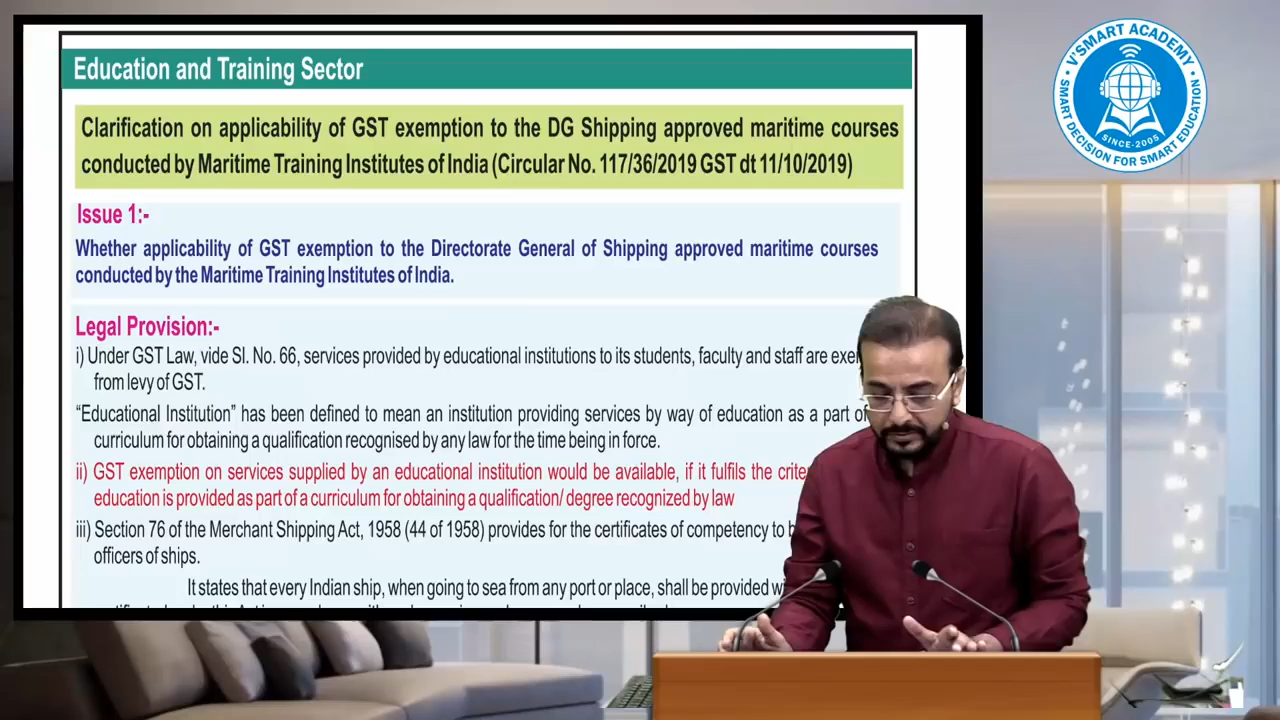 Education and Training Sector
Clarification on applicability of GST exemption to the DG Shipping approved maritime courses
conducted by Maritime Training Institutes of India (Circular No. 117/36/2019 GST dt 11/10/2019)
Issue 1:-
Whether applicability of GST exemption to the Directorate General of Shipping approved maritime courses
conducted by the Maritime Training Institutes of India.
Legal Provision:-
i) Under GST Law, vide Sl. No. 66, services provided by educational institutions to its students, faculty and staff are
from levy of GST.
“Educational Institution” has been defined to mean an institution providing services by way of education as a part of
curriculum for obtaining a qualification recognised by any law for the time being in force.
ii) GST exemption on services supplied by an educational institution would be available, if it fulfils the
education is provided as part of a curriculum for obtaining a qualification/ degree recognized by law
iii) Section 76 of the Merchant Shipping Act, 1958 (44 of 1958) provides for the certificates of competency to
officers of ships.
It states that every Indian ship, when going to sea from any port or place, shall be provided
V'SMART ACADEMY
SINCE-2005
SMART DECISION FOR SMART EDUCATION